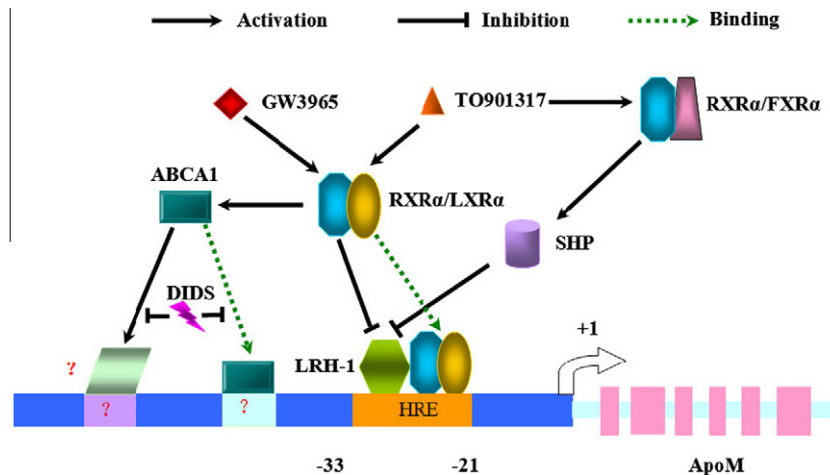 Activation
Inhibition
Binding
GW3965
TO901317
RXRα/FXRα
ABCA1
RXRα/LXRα
SHP
DIDS
+1
?
LRH-1
?
?
HRE
-33
-21
ApoM